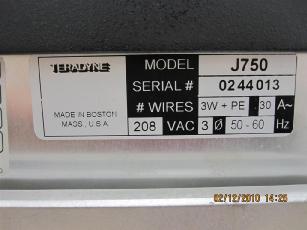 TERADYNE MODEL J750
SERIAL # 0244013
# WIRES 3W + PE 30 A~
MADE IN BOSTON
MASS., U.S.A
208 VAC 3 Ø 50-60 Hz
02/12/2010 14:25